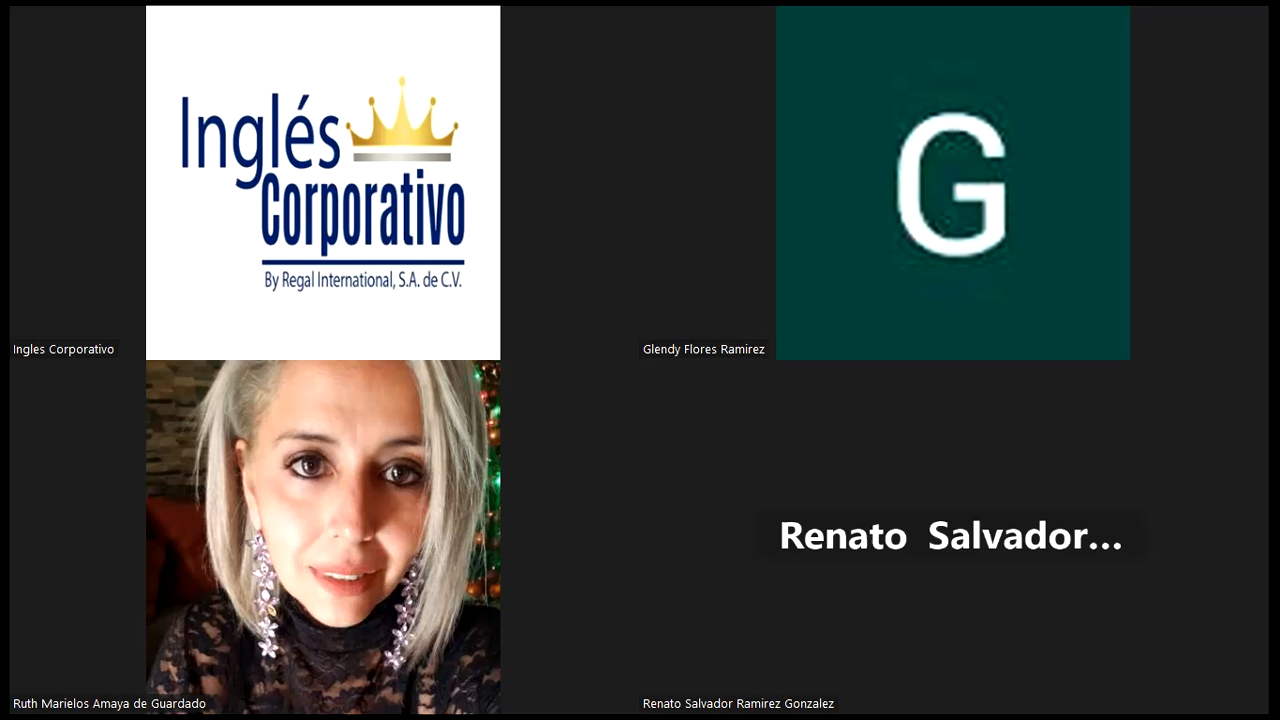 Inglés
Corporativo
By Regal International, S.A. de C.V.
Ingles Corporativo
G
Glendy Flores Ramirez
Ruth Marielos Amaya de Guardado
Renato Salvador...
Renato Salvador Ramirez Gonzalez